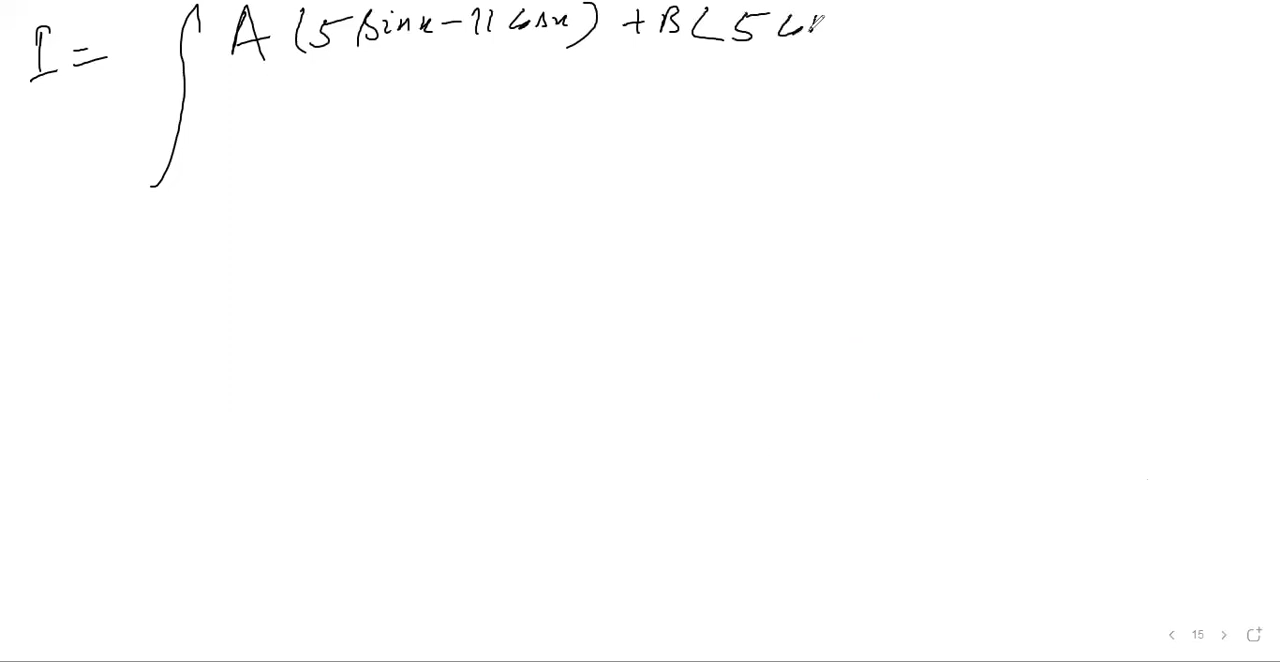 I = ∫ A (5 sinx - 11 cosx) + B (5 cos
15